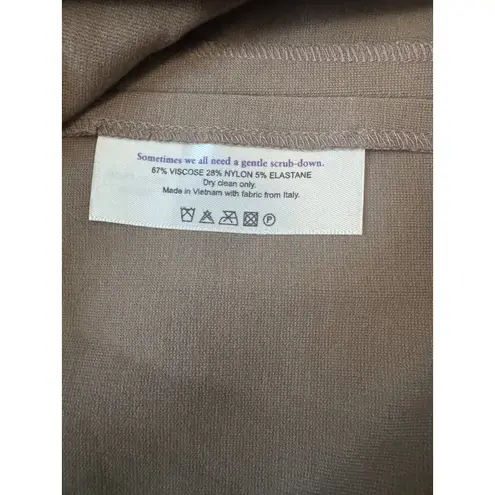 Sometimes we all need a gentle scrub-down.
67% VISCOSE 28% NYLON 5% ELASTANE
Dry clean only.
Made in Vietnam with fabric from Italy.
P